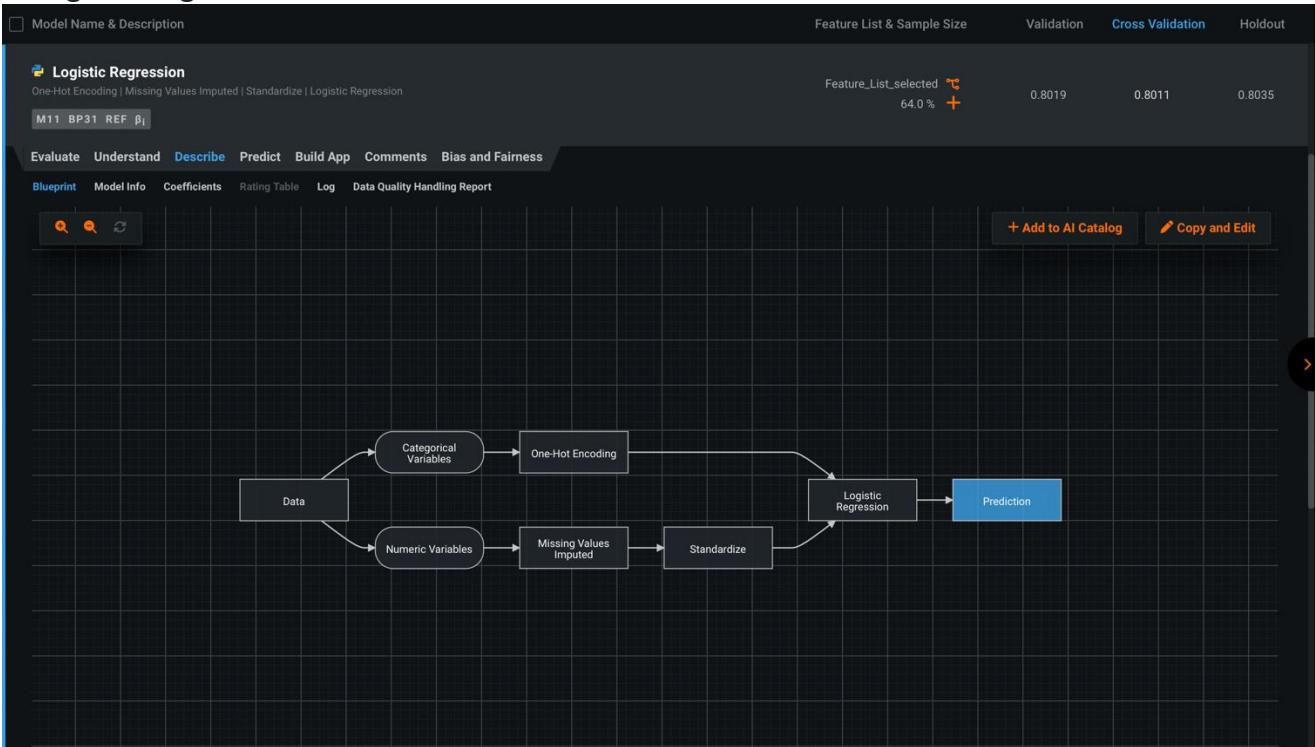 Model Name & Description Feature List & Sample Size Validation Cross Validation Holdout
Logistic Regression
One-Hot Encoding | Missing Values Imputed | Standardize | Logistic Regression
Feature_List_selected
64.0 %
0.8019 0.8011 0.8035
M11 BP31 REF βi
Evaluate Understand Describe Predict Build App Comments Bias and Fairness
Blueprint Model Info Coefficients Rating Table Log Data Quality Handling Report
+ Add to AI Catalog Copy and Edit
Categorical
Variables
One-Hot Encoding
Data
Logistic
Regression
Prediction
Numeric Variables
Missing Values
Imputed
Standardize